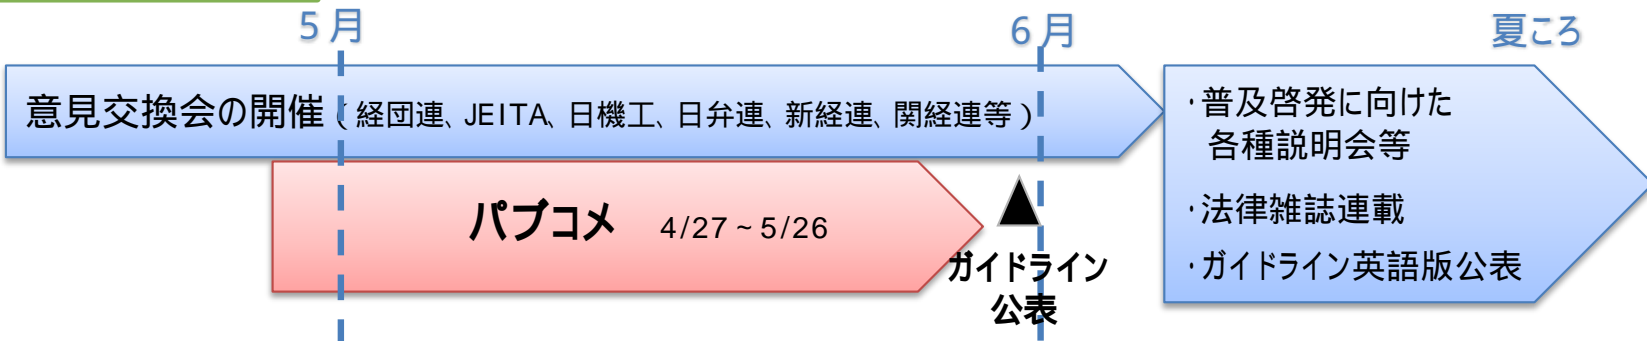 5月
6月
夏ころ
意見交換会の開催（経団連、JEITA、日機工、日弁連、新経連、関経連等）
パブコメ 4/27～5/26
ガイドライン
公表
・普及啓発に向けた
各種説明会等
・法律雑誌連載
・ガイドライン英語版公表